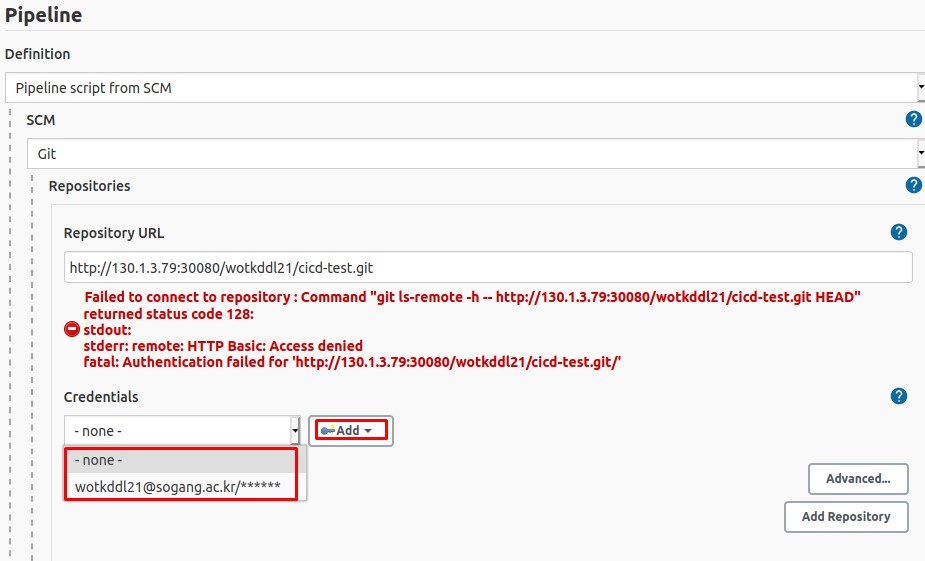 Pipeline
Definition
Pipeline script from SCM
SCM
Git
Repositories
Repository URL
http://130.1.3.79:30080/wotkddl21/cicd-test.git
Failed to connect to repository : Command "git ls-remote -h -- http://130.1.3.79:30080/wotkddl21/cicd-test.git HEAD"
returned status code 128:
stdout:
stderr: remote: HTTP Basic: Access denied
fatal: Authentication failed for 'http://130.1.3.79:30080/wotkddl21/cicd-test.git/'
Credentials
- none -
Add
- none -
wotkddl21@sogang.ac.kr/******
Advanced...
Add Repository